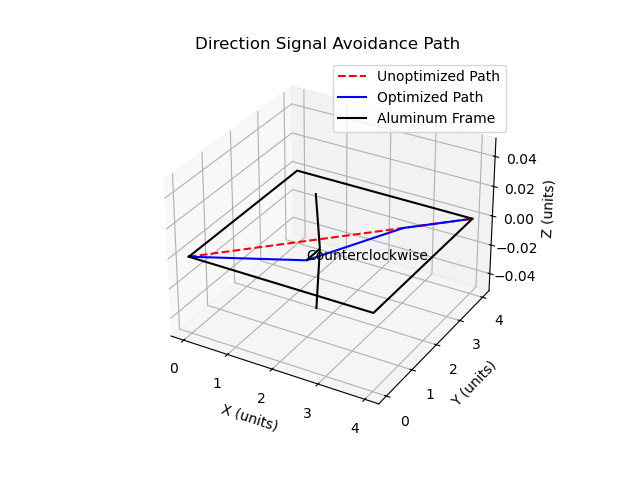 Direction Signal Avoidance Path
Unoptimized Path
Optimized Path
Aluminum Frame
0.04
0.02
0.00
−0.02
−0.04
Z (units)
Counterclockwise
0
1
2
3
4
X (units)
0
1
2
3
4
Y (units)